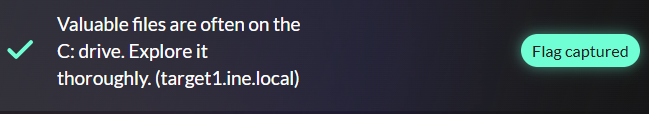 Valuable files are often on the
C: drive. Explore it
thoroughly. (target1.ine.local)
Flag captured